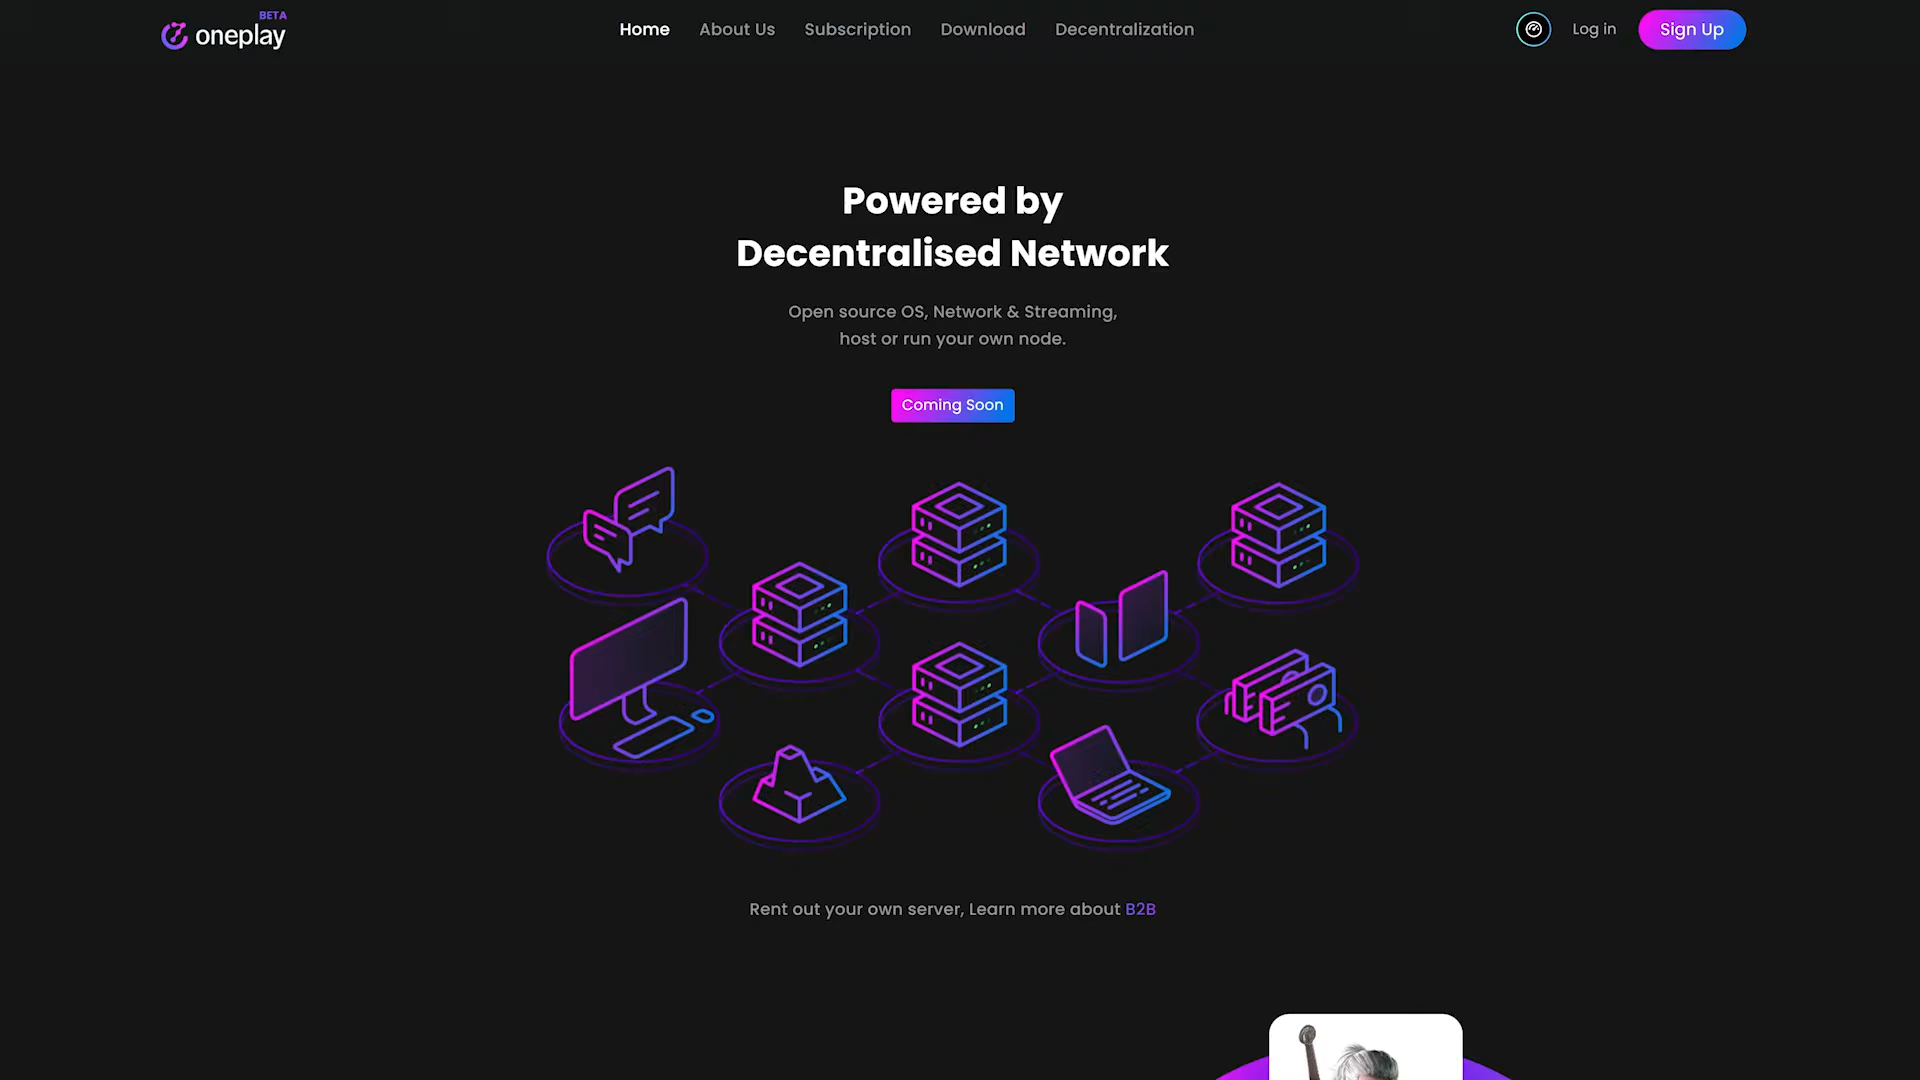 BETA
oneplay
Home
About Us
Subscription
Download
Decentralization
Log in
Sign Up
Powered by
Decentralised Network
Open source OS, Network & Streaming,
host or run your own node.
Coming Soon
Rent out your own server, Learn more about B2B